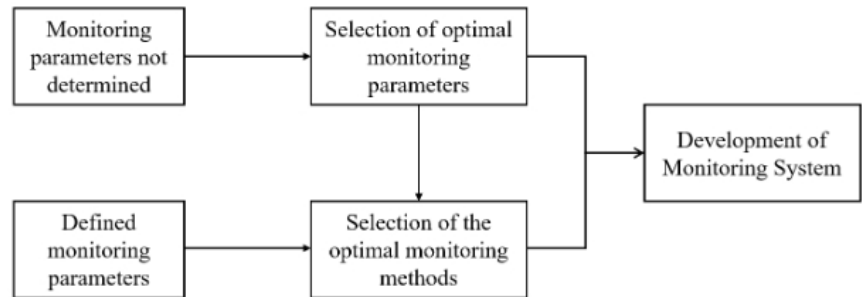 Monitoring
parameters not
determined
Selection of optimal
monitoring
parameters
Development of
Monitoring System
Defined
monitoring
parameters
Selection of the
optimal monitoring
methods